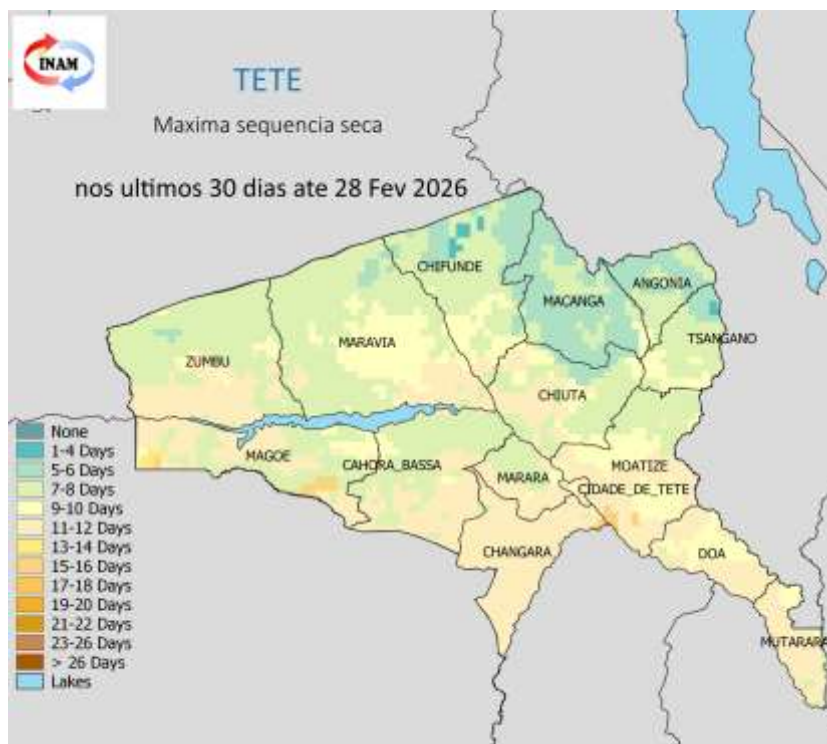 INAM
TETE
Maxima sequencia seca
nos ultimos 30 dias ate 28 Fev 2026
CHIFUNDE
ANGONIA
MACANGA
TSANGANO
MARAVIA
ZUMBU
CHIUTA
MAGOE
CAHORA_BASSA
MARARA
MOATIZE
CIDADE_DE_TETE
CHANGARA
DOA
MUTARARA
None
1-4 Days
5-6 Days
7-8 Days
9-10 Days
11-12 Days
13-14 Days
15-16 Days
17-18 Days
19-20 Days
21-22 Days
23-26 Days
> 26 Days
Lakes